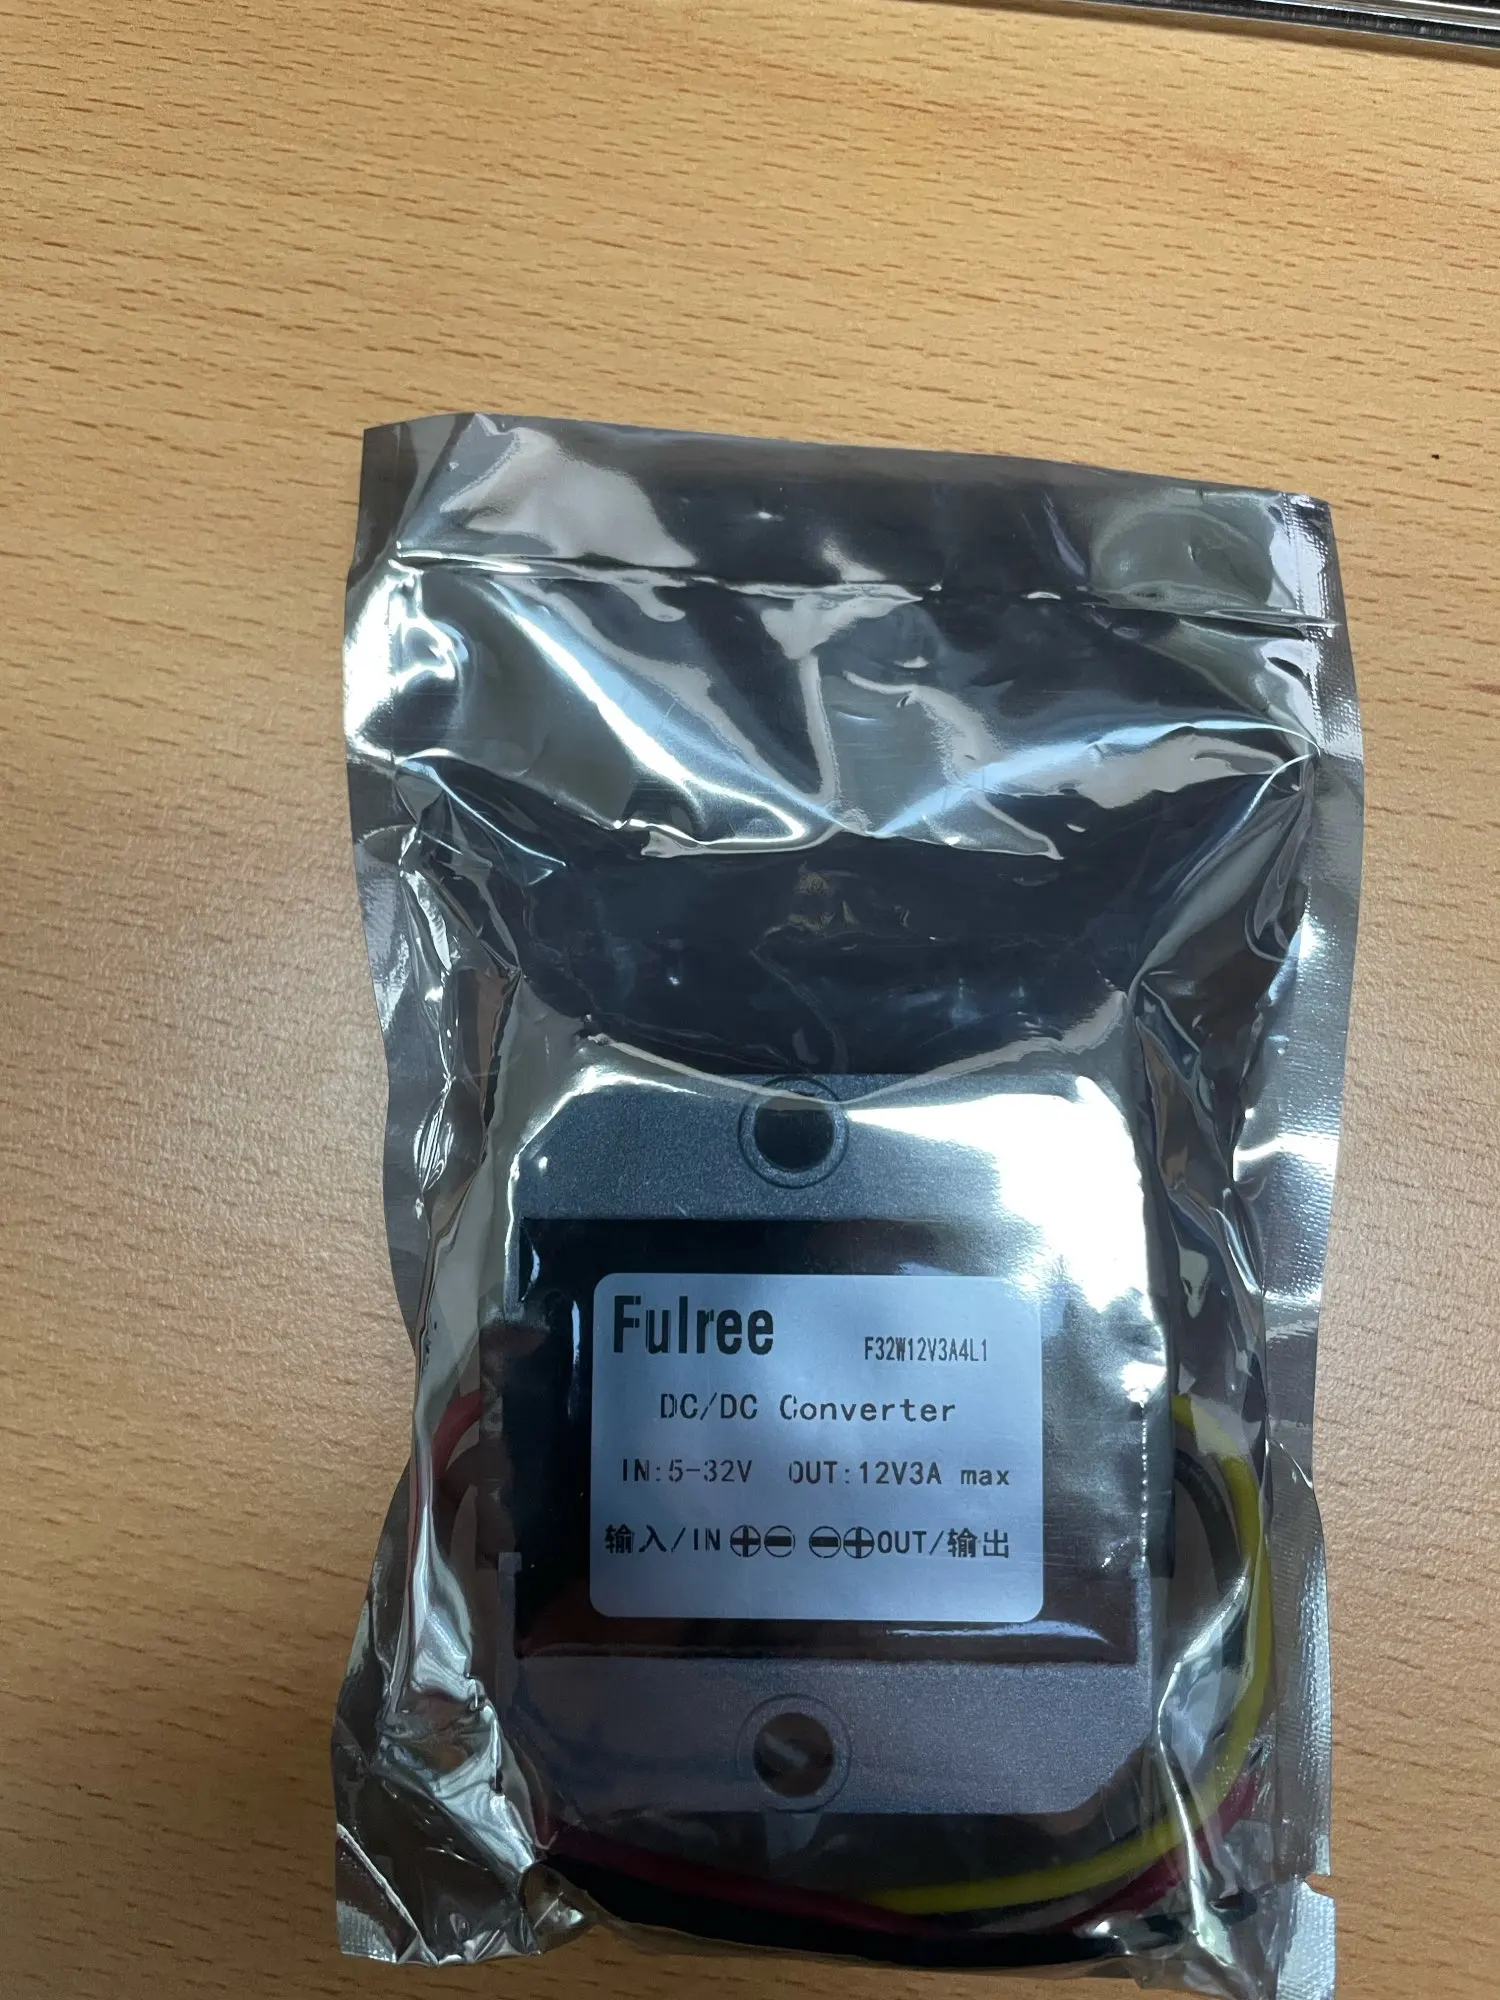 Fulree
F32W12V3A4L1
DC/DC Converter
IN:5-32V OUT:12V3A max
输入/IN⊕⊖ ⊖⊕OUT/输出